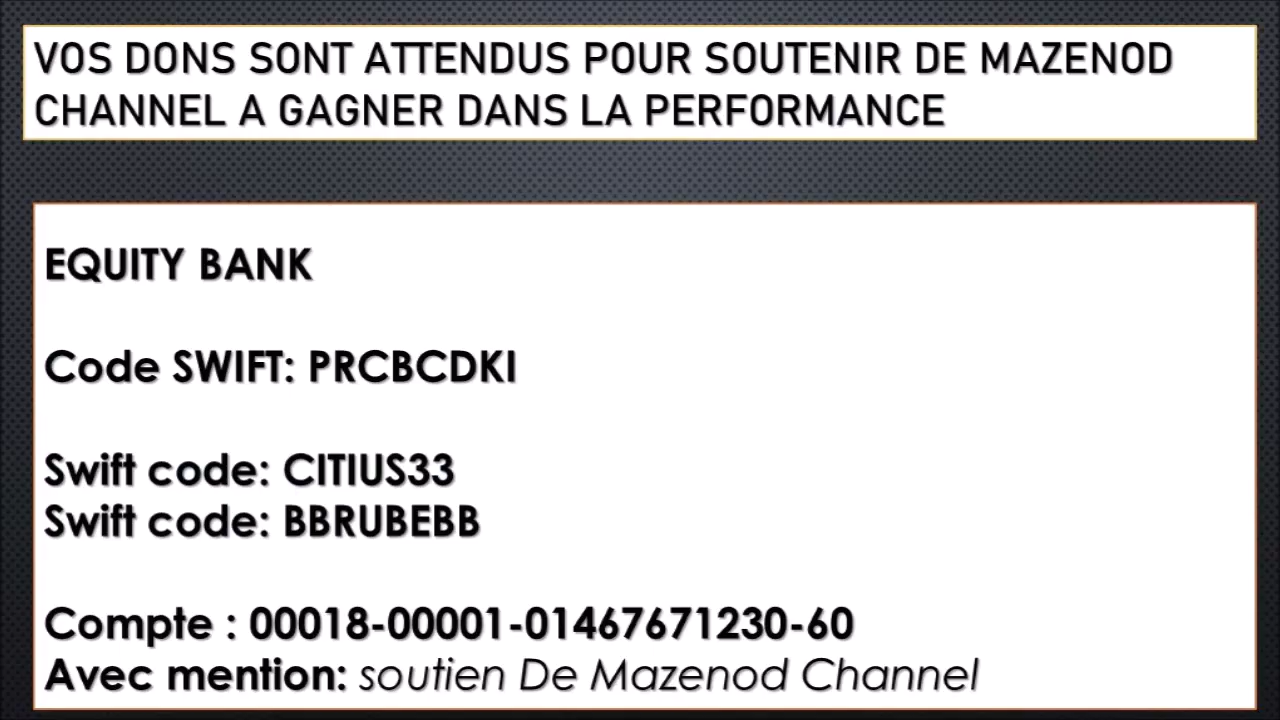 VOS DONS SONT ATTENDUS POUR SOUTENIR DE MAZENOD
CHANNEL A GAGNER DANS LA PERFORMANCE
EQUITY BANK
Code SWIFT: PRCBCDKI
Swift code: CITIUS33
Swift code: BBRUBEBB
Compte : 00018-00001-01467671230-60
Avec mention: soutien De Mazenod Channel